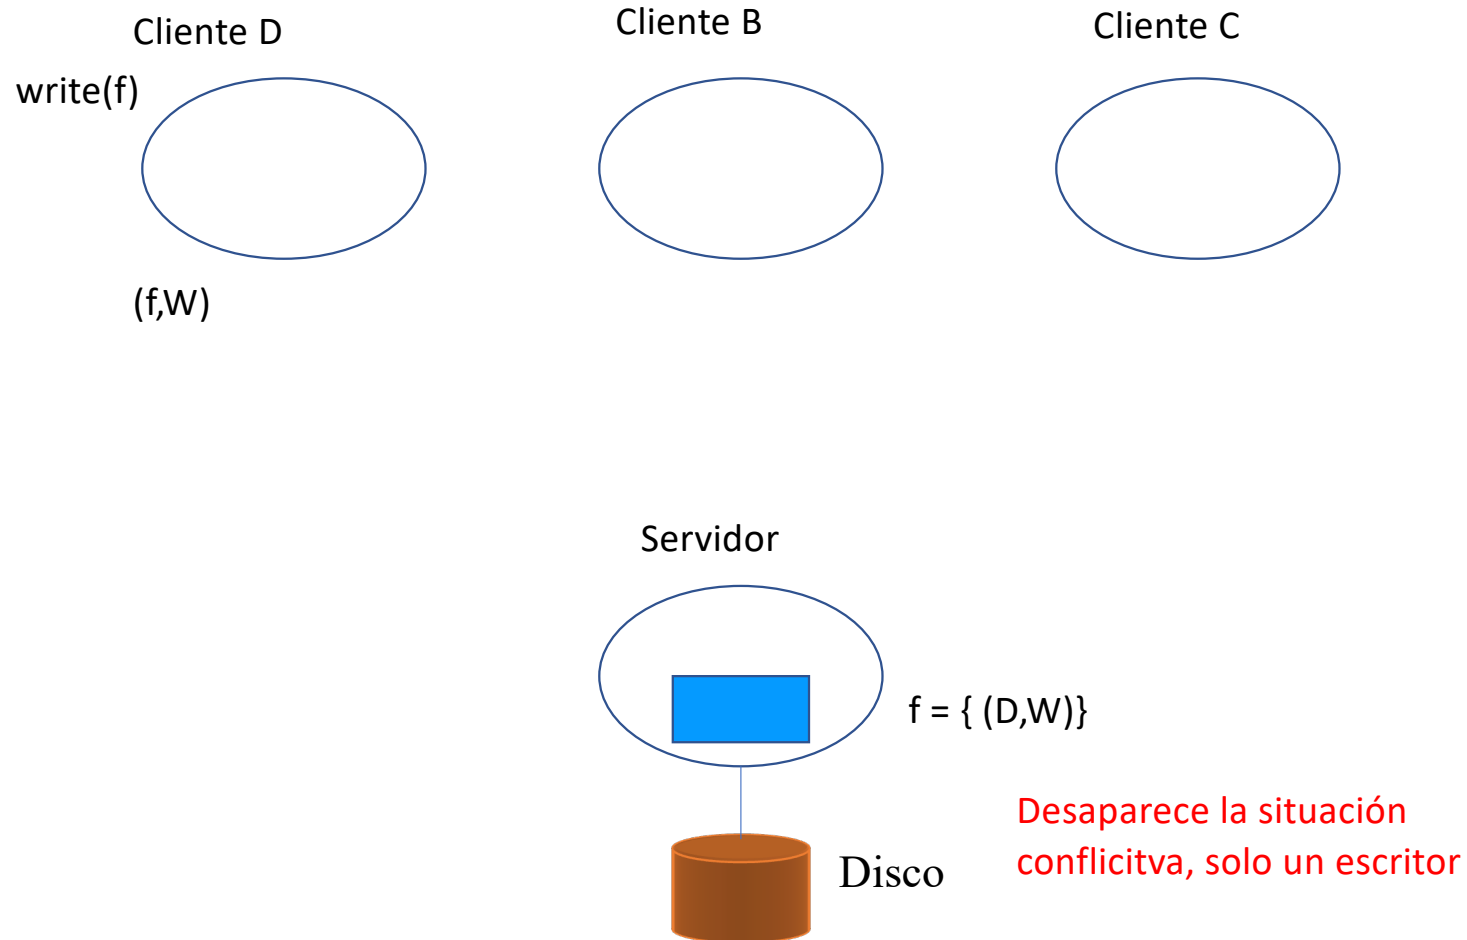 Cliente D
Cliente B
Cliente C
write(f)
(f,W)
Servidor
f = { (D,W)}
Desaparece la situación
conflicitva, solo un escritor
Disco